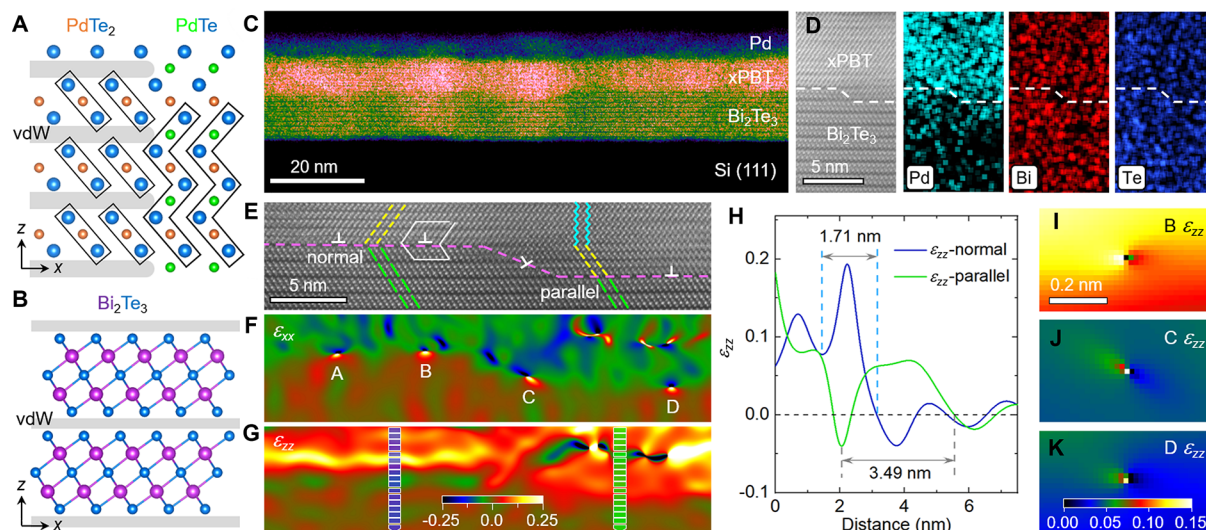 A
PdTe₂
PdTe
vdW
z
x
B
Bi₂Te₃
vdW
z
x
C
Pd
xPBT
Bi₂Te₃
20 nm
Si (111)
D
xPBT
Bi₂Te₃
5 nm
Pd
Bi
Te
E
normal
5 nm
parallel
F
εxx
A
B
C
D
G
εzz
-0.25 0.0 0.25
H
1.71 nm
εzz-normal
εzz-parallel
0.2
0.1
0.0
-0.1
εzz
3.49 nm
0 2 4 6
Distance (nm)
I
B εzz
0.2 nm
J
C εzz
K
D εzz
0.00 0.05 0.10 0.15